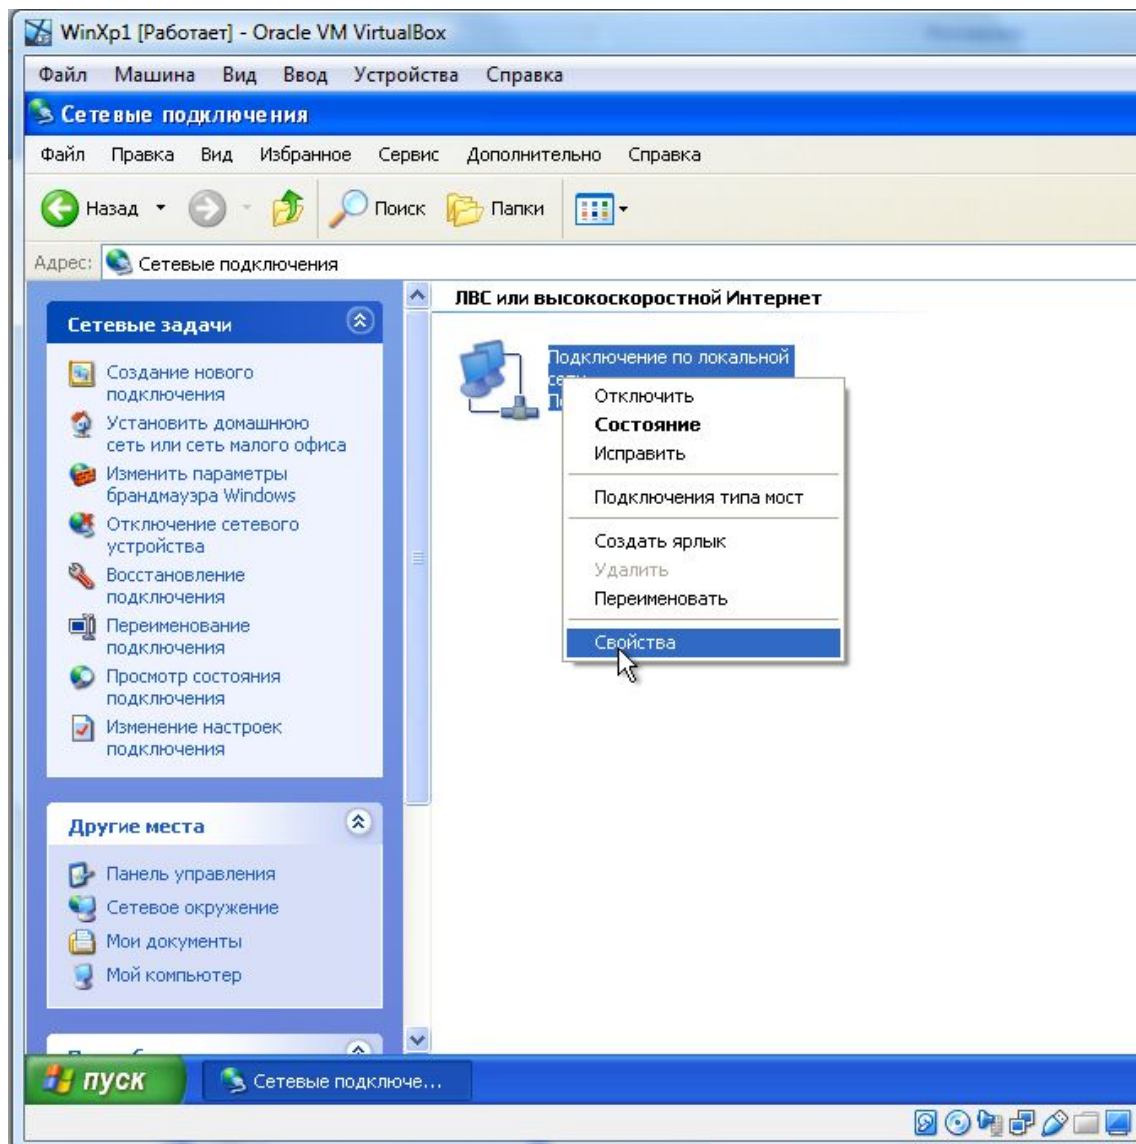 WinXp1 [Работает] - Oracle VM VirtualBox
Файл Машина Вид Ввод Устройства Справка
Сетевые подключения
Файл Правка Вид Избранное Сервис Дополнительно Справка
Назад Поиск Папки
Адрес: Сетевые подключения
Сетевые задачи
Создание нового
подключения
Установить домашнюю
сеть или сеть малого офиса
Изменить параметры
брандмауэра Windows
Отключение сетевого
устройства
Восстановление
подключения
Переименование
подключения
Просмотр состояния
подключения
Изменение настроек
подключения
Другие места
Панель управления
Сетевое окружение
Мои документы
Мой компьютер
ЛВС или высокоскоростной Интернет
Подключение по локальной
Отключить
Состояние
Исправить
Подключения типа мост
Создать ярлык
Удалить
Переименовать
Свойства
пуск Сетевые подключе...